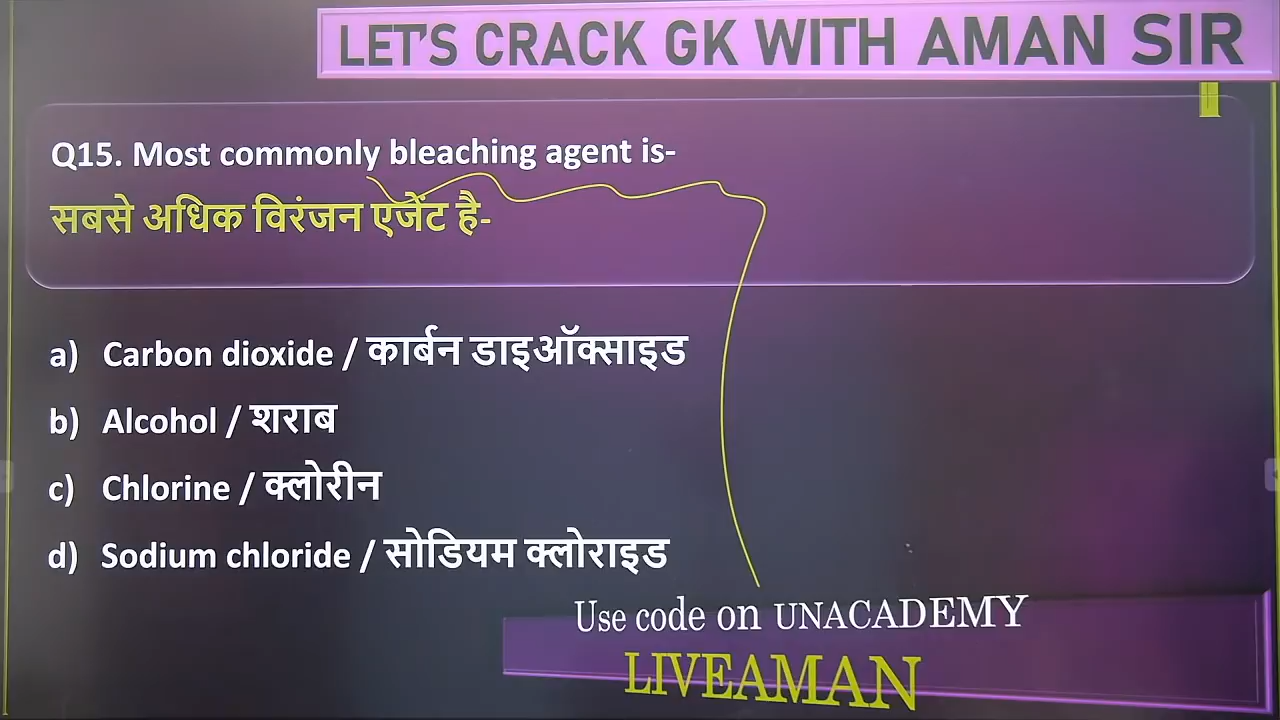 LET'S CRACK GK WITH AMAN SIR
Q15. Most commonly bleaching agent is-
सबसे अधिक विरंजन एजेंट है-
a) Carbon dioxide / कार्बन डाइऑक्साइड
b) Alcohol / शराब
c) Chlorine / क्लोरीन
d) Sodium chloride / सोडियम क्लोराइड
Use code on UNACADEMY
LIVEAMAN